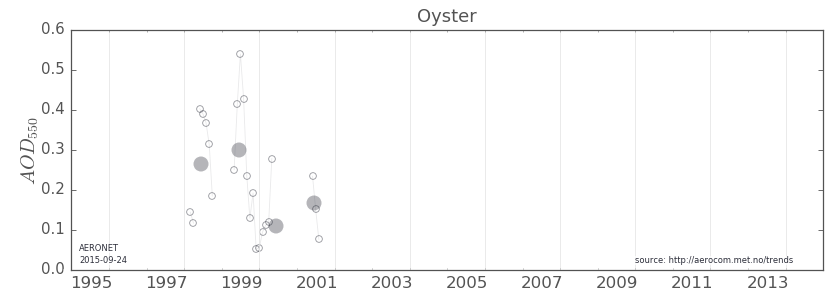 Oyster
0.6
0.5
0.4
0.3
0.2
0.1
0.0
AOD550
AERONET
2015-09-24
source: http://aerocom.met.no/trends
1995 1997 1999 2001 2003 2005 2007 2009 2011 2013